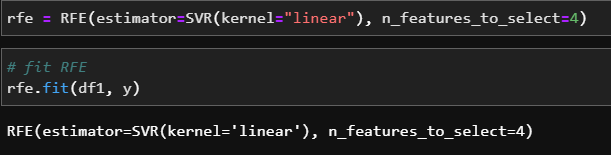 rfe = RFE(estimator=SVR(kernel="linear"), n_features_to_select=4)
# fit RFE
rfe.fit(df1, y)
RFE(estimator=SVR(kernel='linear'), n_features_to_select=4)